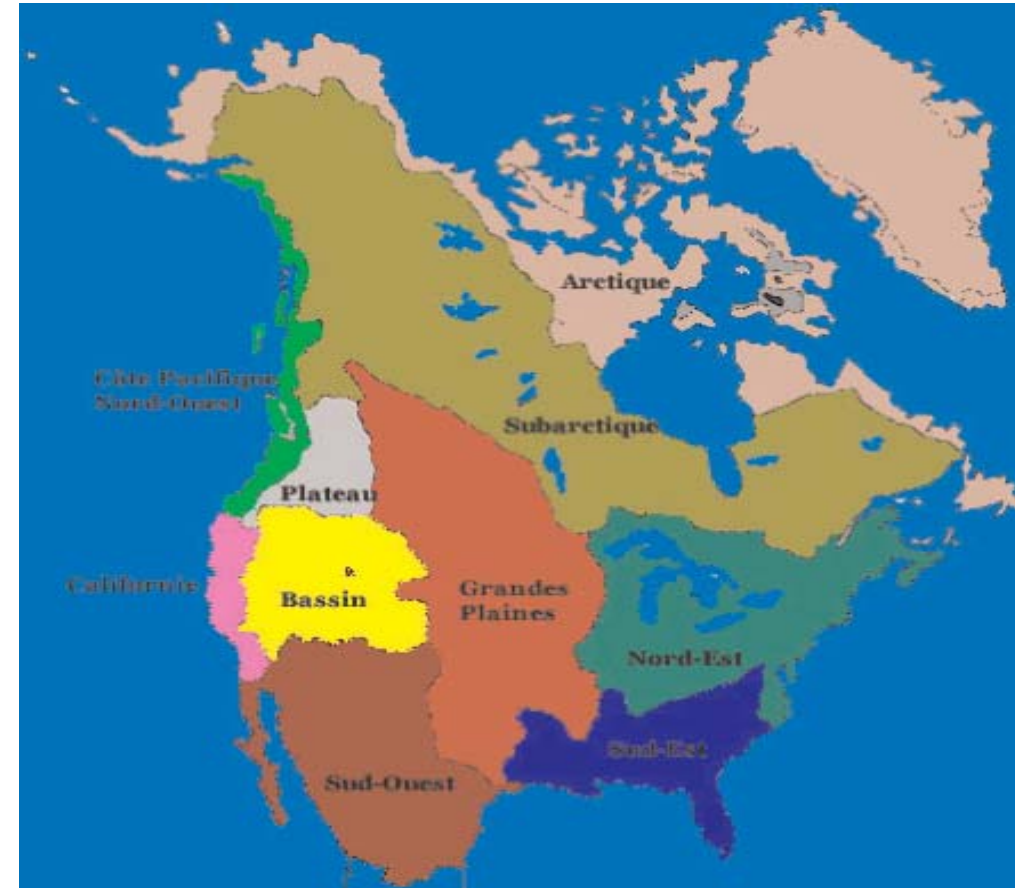 Arctique
Côte Pacifique
Nord-Ouest
Subarctique
Plateau
Californie
Bassin
Grandes
Plaines
Nord-Est
Sud-Est
Sud-Ouest